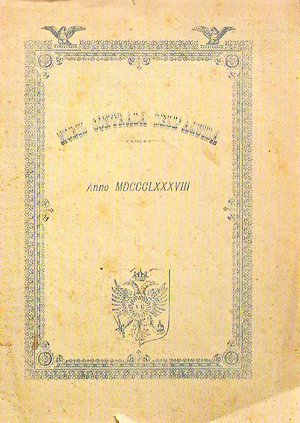 NOBIL CONTRADA DELL'AQUILA
Anno MDCCCLXXXVIII